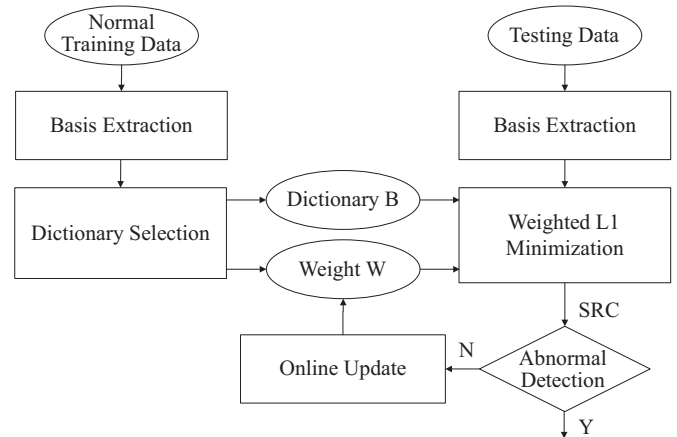 Normal
Training Data
Testing Data
Basis Extraction
Basis Extraction
Dictionary Selection
Dictionary B
Weight W
Weighted L1
Minimization
SRC
Online Update
N
Abnormal
Detection
Y